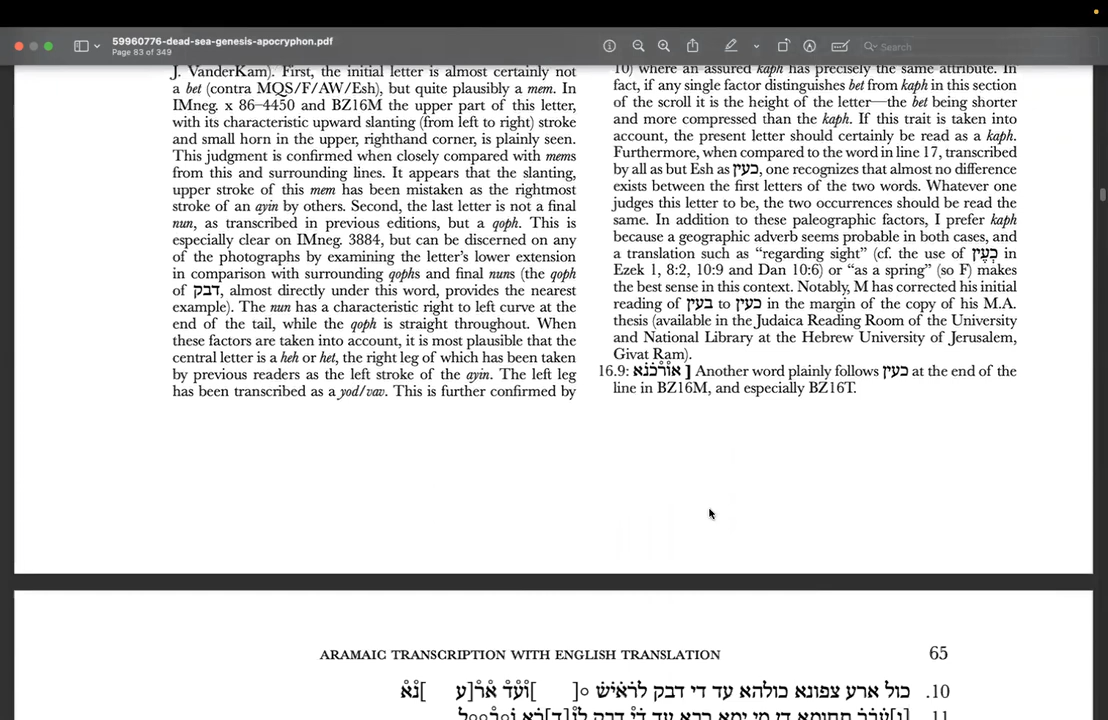 59960776-dead-sea-genesis-apocryphon.pdf
Page 83 of 349
Search
J. VanderKam). First, the initial letter is almost certainly not
a bet (contra MQS/F/AW/Esh), but quite plausibly a mem. In
IMneg. x 86–4450 and BZ16M the upper part of this letter,
with its characteristic upward slanting (from left to right) stroke
and small horn in the upper, righthand corner, is plainly seen.
This judgment is confirmed when closely compared with mems
from this and surrounding lines. It appears that the slanting,
upper stroke of this mem has been mistaken as the rightmost
stroke of an ayin by others. Second, the last letter is not a final
nun, as transcribed in previous editions, but a qoph. This is
especially clear on IMneg. 3884, but can be discerned on any
of the photographs by examining the letter's lower extension
in comparison with surrounding qophs and final nuns (the qoph
of דבק, almost directly under this word, provides the nearest
example). The nun has a characteristic right to left curve at the
end of the tail, while the qoph is straight throughout. When
these factors are taken into account, it is most plausible that the
central letter is a heh or het, the right leg of which has been taken
by previous readers as the left stroke of the ayin. The left leg
has been transcribed as a yod/vav. This is further confirmed by
10) where an assured kaph has precisely the same attribute. In
fact, if any single factor distinguishes bet from kaph in this section
of the scroll it is the height of the letter—the bet being shorter
and more compressed than the kaph. If this trait is taken into
account, the present letter should certainly be read as a kaph.
Furthermore, when compared to the word in line 17, transcribed
by all as but Esh as כעין, one recognizes that almost no difference
exists between the first letters of the two words. Whatever one
judges this letter to be, the two occurrences should be read the
same. In addition to these paleographic factors, I prefer kaph
because a geographic adverb seems probable in both cases, and
a translation such as “regarding sight” (cf. the use of כְּעֵין in
Ezek 1, 8:2, 10:9 and Dan 10:6) or “as a spring” (so F) makes
the best sense in this context. Notably, M has corrected his initial
reading of בעין to כעין in the margin of the copy of his M.A.
thesis (available in the Judaica Reading Room of the University
and National Library at the Hebrew University of Jerusalem,
Givat Ram).
16.9: אורכנא ] Another word plainly follows כעין at the end of the
line in BZ16M, and especially BZ16T.
ARAMAIC TRANSCRIPTION WITH ENGLISH TRANSLATION 65
10. כול ארע צפונא כולהא עד די דבק לראיש ○[ ]ועד אר[ע ]נא
11.